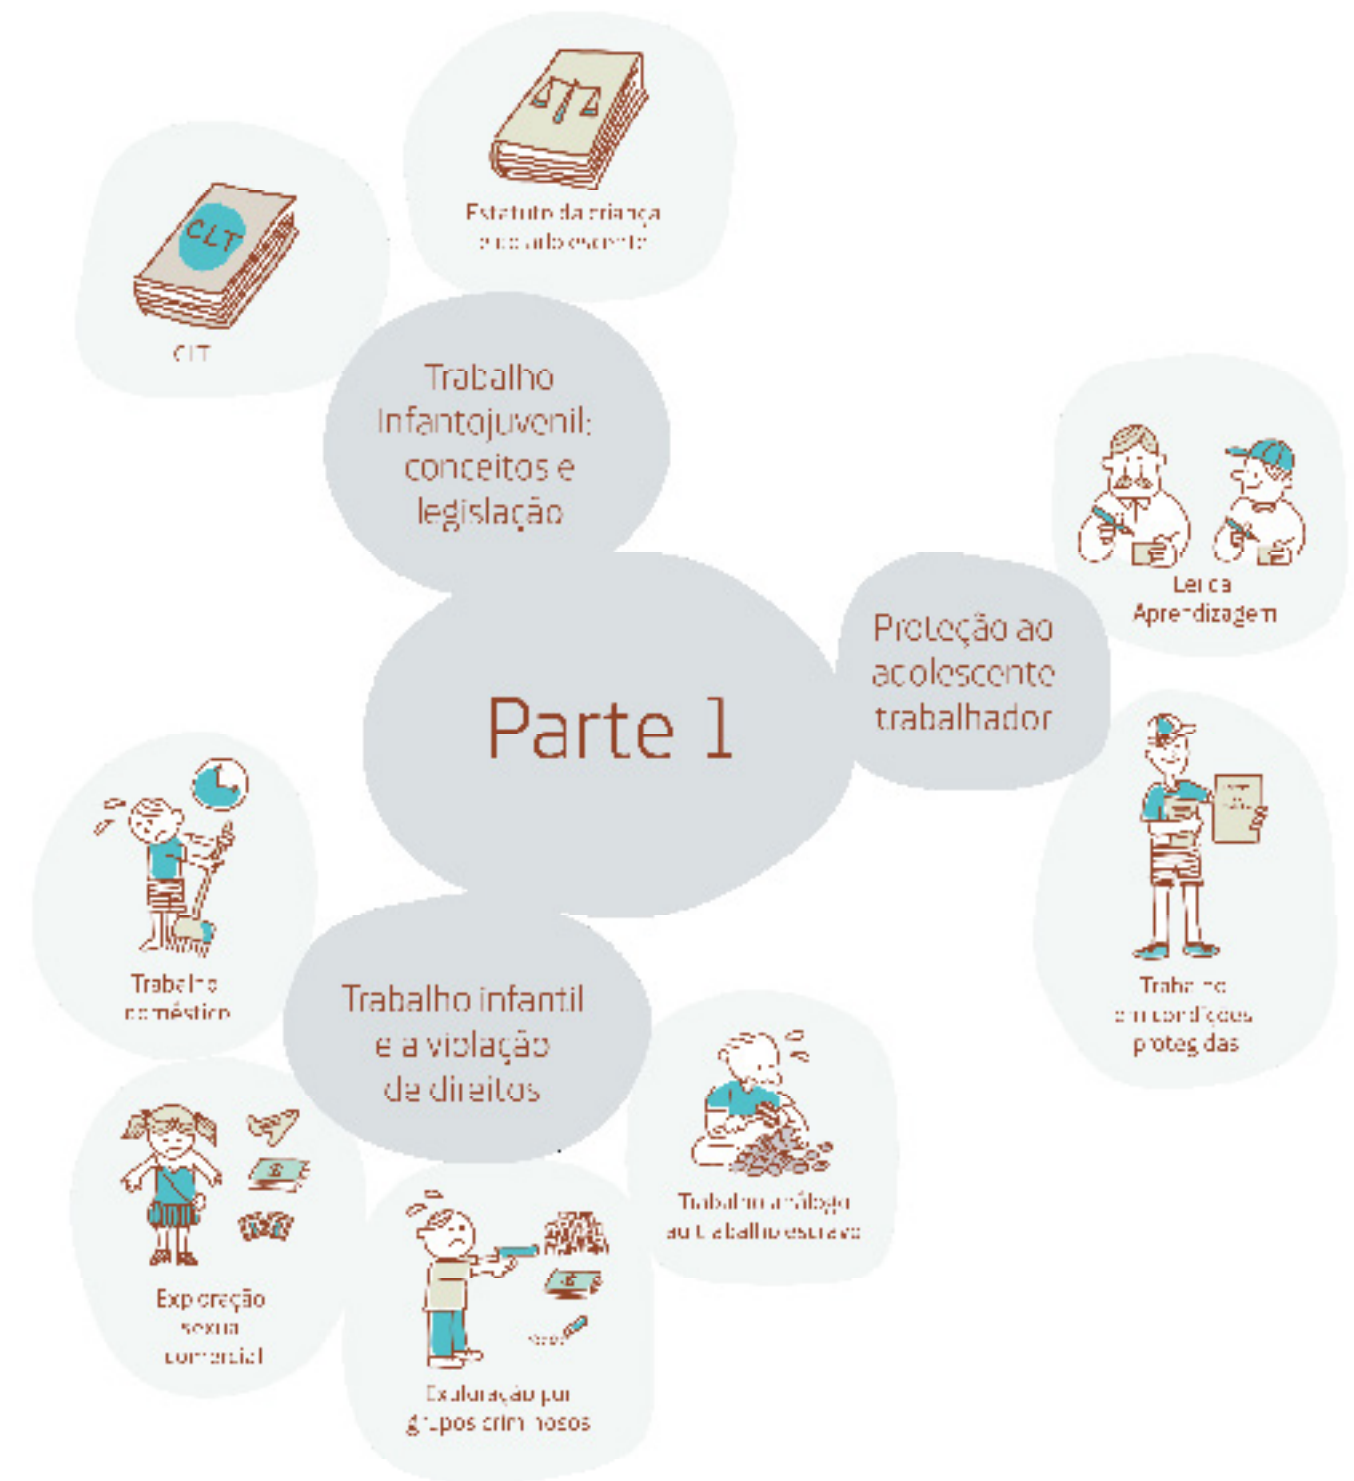 Estatuto da criança
e do adolescente
CLT
CLT
Trabalho
Infantojuvenil:
conceitos e
legislação
Lei da
Aprendizagem
Proteção ao
adolescente
trabalhador
Parte 1
Trabalho
doméstico
Trabalho
em condições
protegidas
Trabalho infantil
e a violação
de direitos
Trabalho análogo
ao trabalho escravo
Exploração
sexual
comercial
Exploração por
grupos criminosos